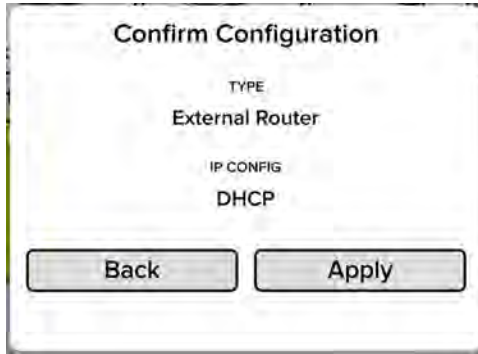 Confirm Configuration
TYPE
External Router
IP CONFIG
DHCP
Back
Apply